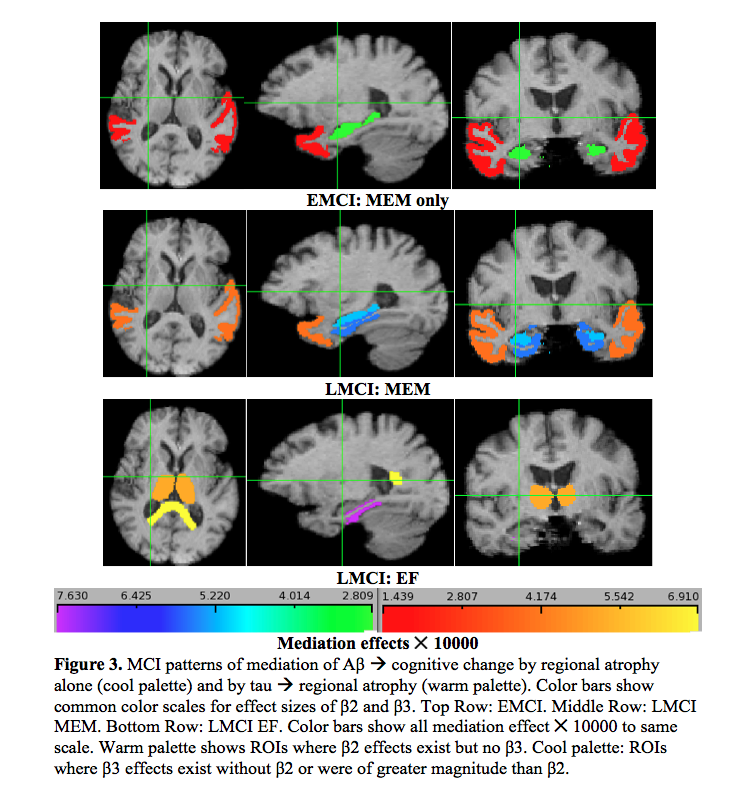 EMCI: MEM only
LMCI: MEM
LMCI: EF
7.630 6.425 5.220 4.014 2.809 1.439 2.807 4.174 5.542 6.910
Mediation effects ✕ 10000
Figure 3. MCI patterns of mediation of Aβ → cognitive change by regional atrophy
alone (cool palette) and by tau → regional atrophy (warm palette). Color bars show
common color scales for effect sizes of β2 and β3. Top Row: EMCI. Middle Row: LMCI
MEM. Bottom Row: LMCI EF. Color bars show all mediation effect ✕ 10000 to same
scale. Warm palette shows ROIs where β2 effects exist but no β3. Cool palette: ROIs
where β3 effects exist without β2 or were of greater magnitude than β2.